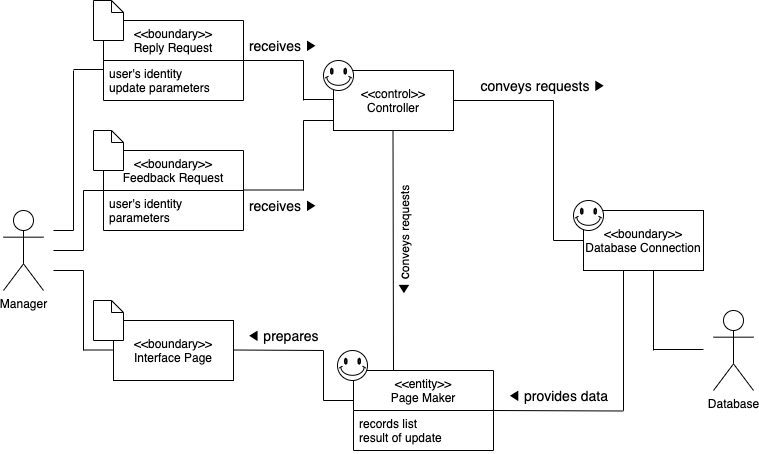 <<boundary>>
Reply Request
user's identity
update parameters
receives ▶
<<control>>
Controller
conveys requests ▶
<<boundary>>
Feedback Request
user's identity
parameters
receives ▶
conveys requests ▶
<<boundary>>
Database Connection
Manager
<<boundary>>
Interface Page
◀ prepares
<<entity>>
Page Maker
records list
result of update
◀ provides data
Database